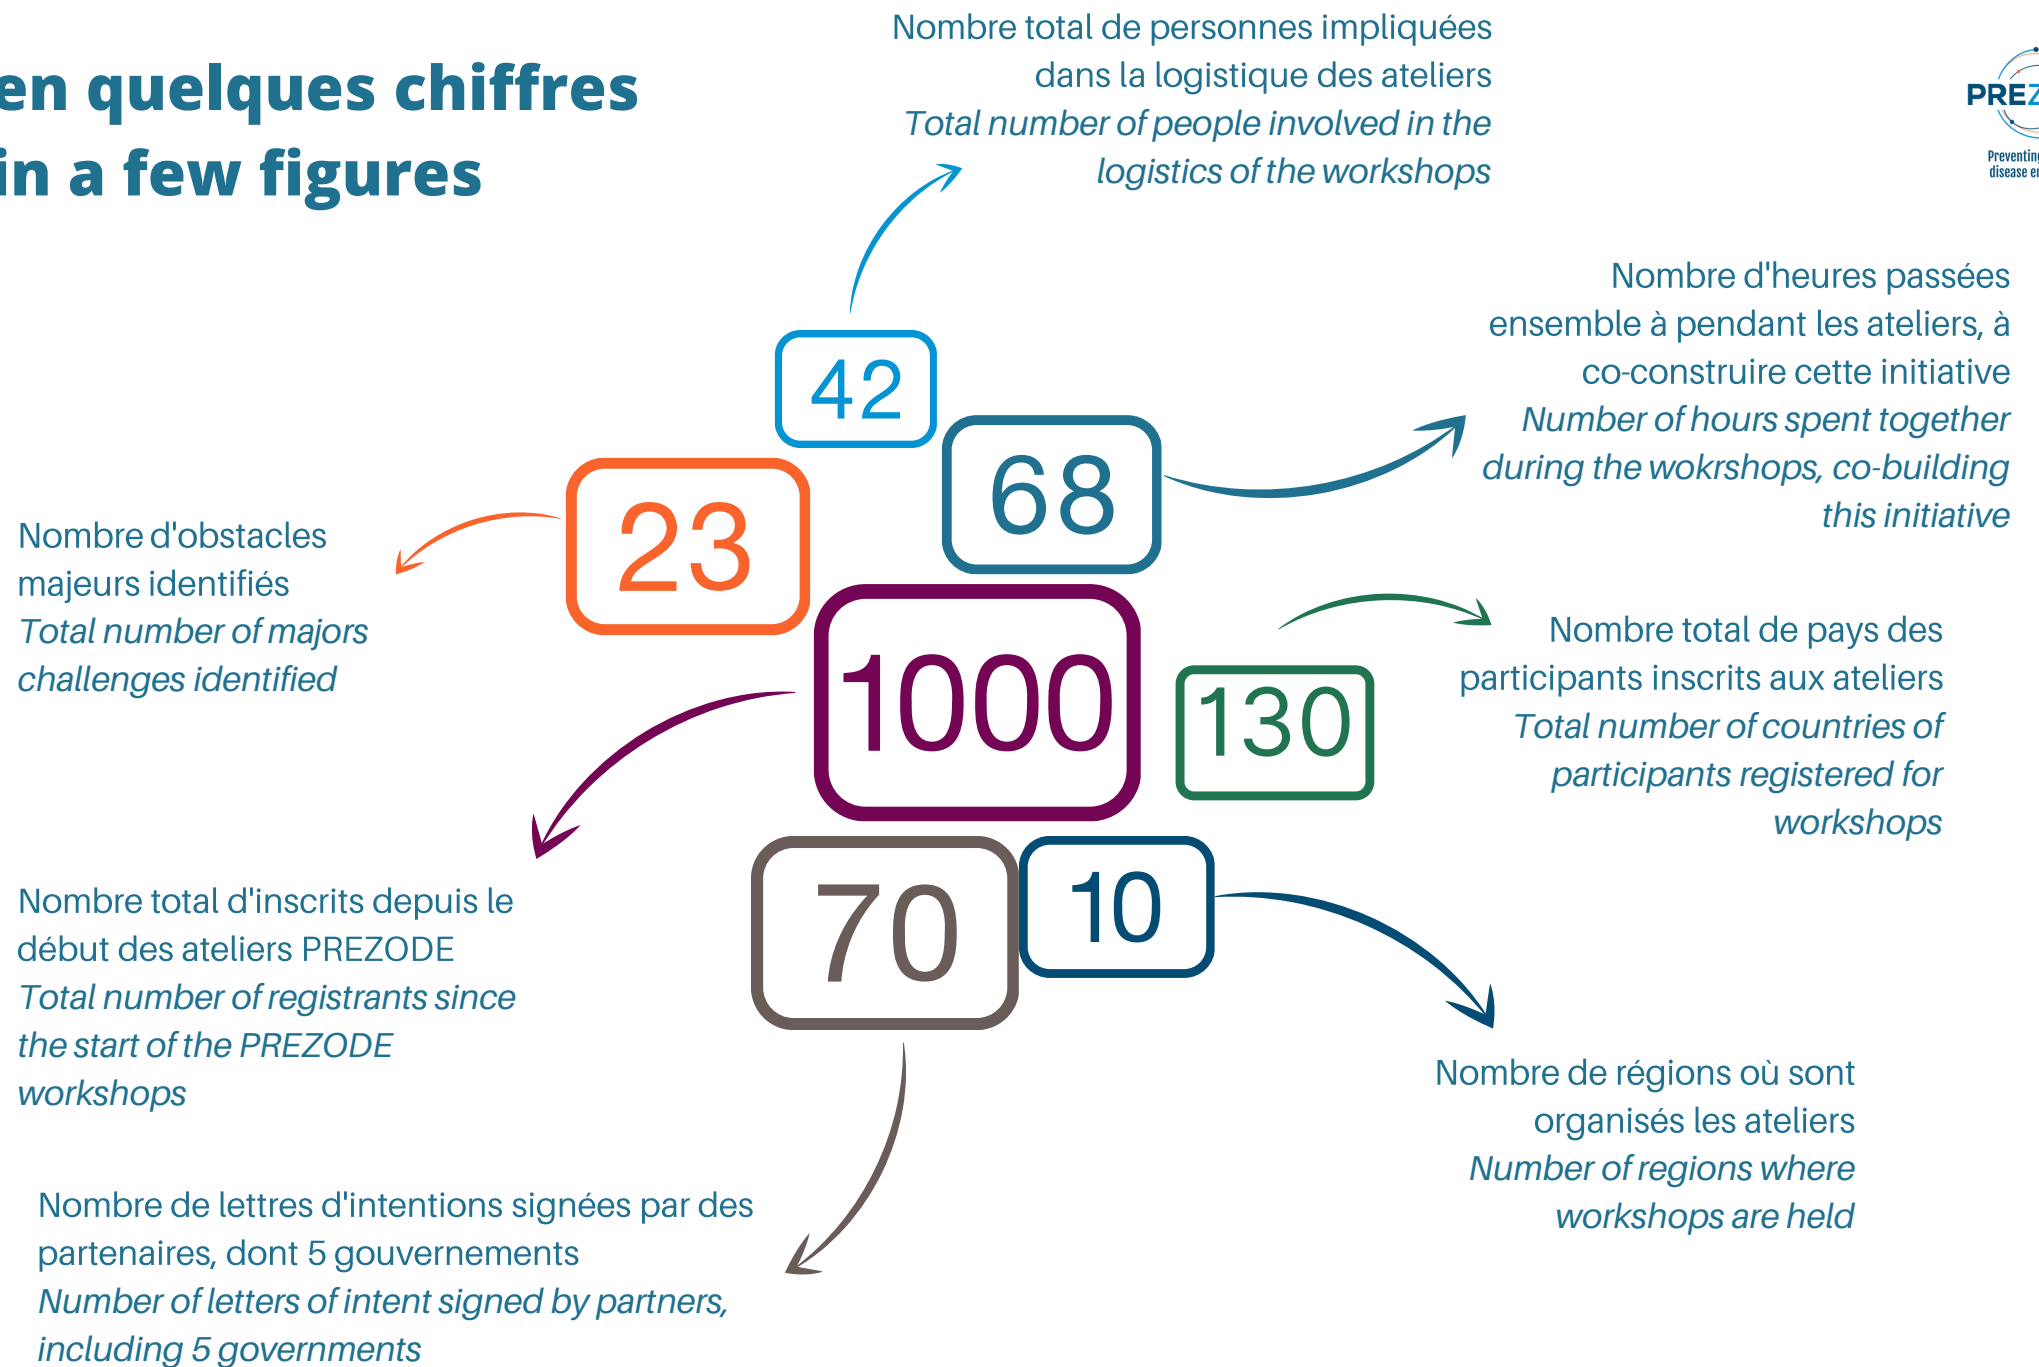 en quelques chiffres
in a few figures
Nombre total de personnes impliquées
dans la logistique des ateliers
Total number of people involved in the
logistics of the workshops
PREZ
Preventing
disease
42
68
Nombre d'heures passées
ensemble à pendant les ateliers, à
co-construire cette initiative
Number of hours spent together
during the wokrshops, co-building
this initiative
23
Nombre d'obstacles
majeurs identifiés
Total number of majors
challenges identified
1000
130
Nombre total de pays des
participants inscrits aux ateliers
Total number of countries of
participants registered for
workshops
Nombre total d'inscrits depuis le
début des ateliers PREZODE
Total number of registrants since
the start of the PREZODE
workshops
70
10
Nombre de régions où sont
organisés les ateliers
Number of regions where
workshops are held
Nombre de lettres d'intentions signées par des
partenaires, dont 5 gouvernements
Number of letters of intent signed by partners,
including 5 governments